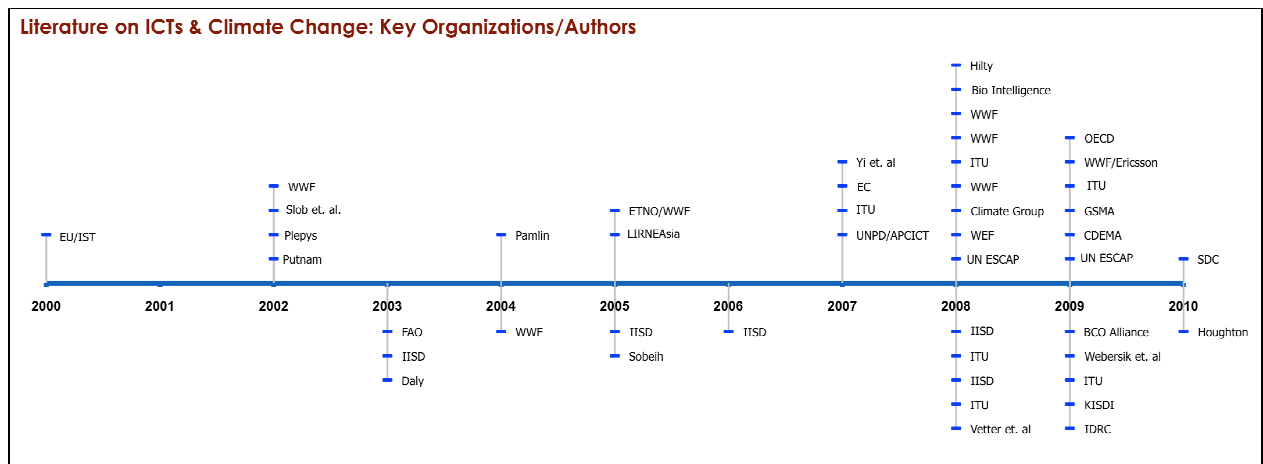 Literature on ICTs & Climate Change: Key Organizations/Authors
Hilty
Bio Intelligence
WWF
WWF
OECD
Yi et. al
ITU
WWF/Ericsson
WWF
EC
WWF
ITU
Slob et. al.
ETNO/WWF
ITU
Climate Group
GSMA
EU/IST
Plepys
Pamlin
LIRNEAsia
UNPD/APCICT
WEF
CDEMA
Putnam
UN ESCAP
UN ESCAP
SDC
2000
2001
2002
2003
2004
2005
2006
2007
2008
2009
2010
FAO
WWF
IISD
IISD
IISD
BCO Alliance
Houghton
IISD
Sobeih
ITU
Webersik et. al
Daly
IISD
ITU
ITU
KISDI
Vetter et. al
IDRC